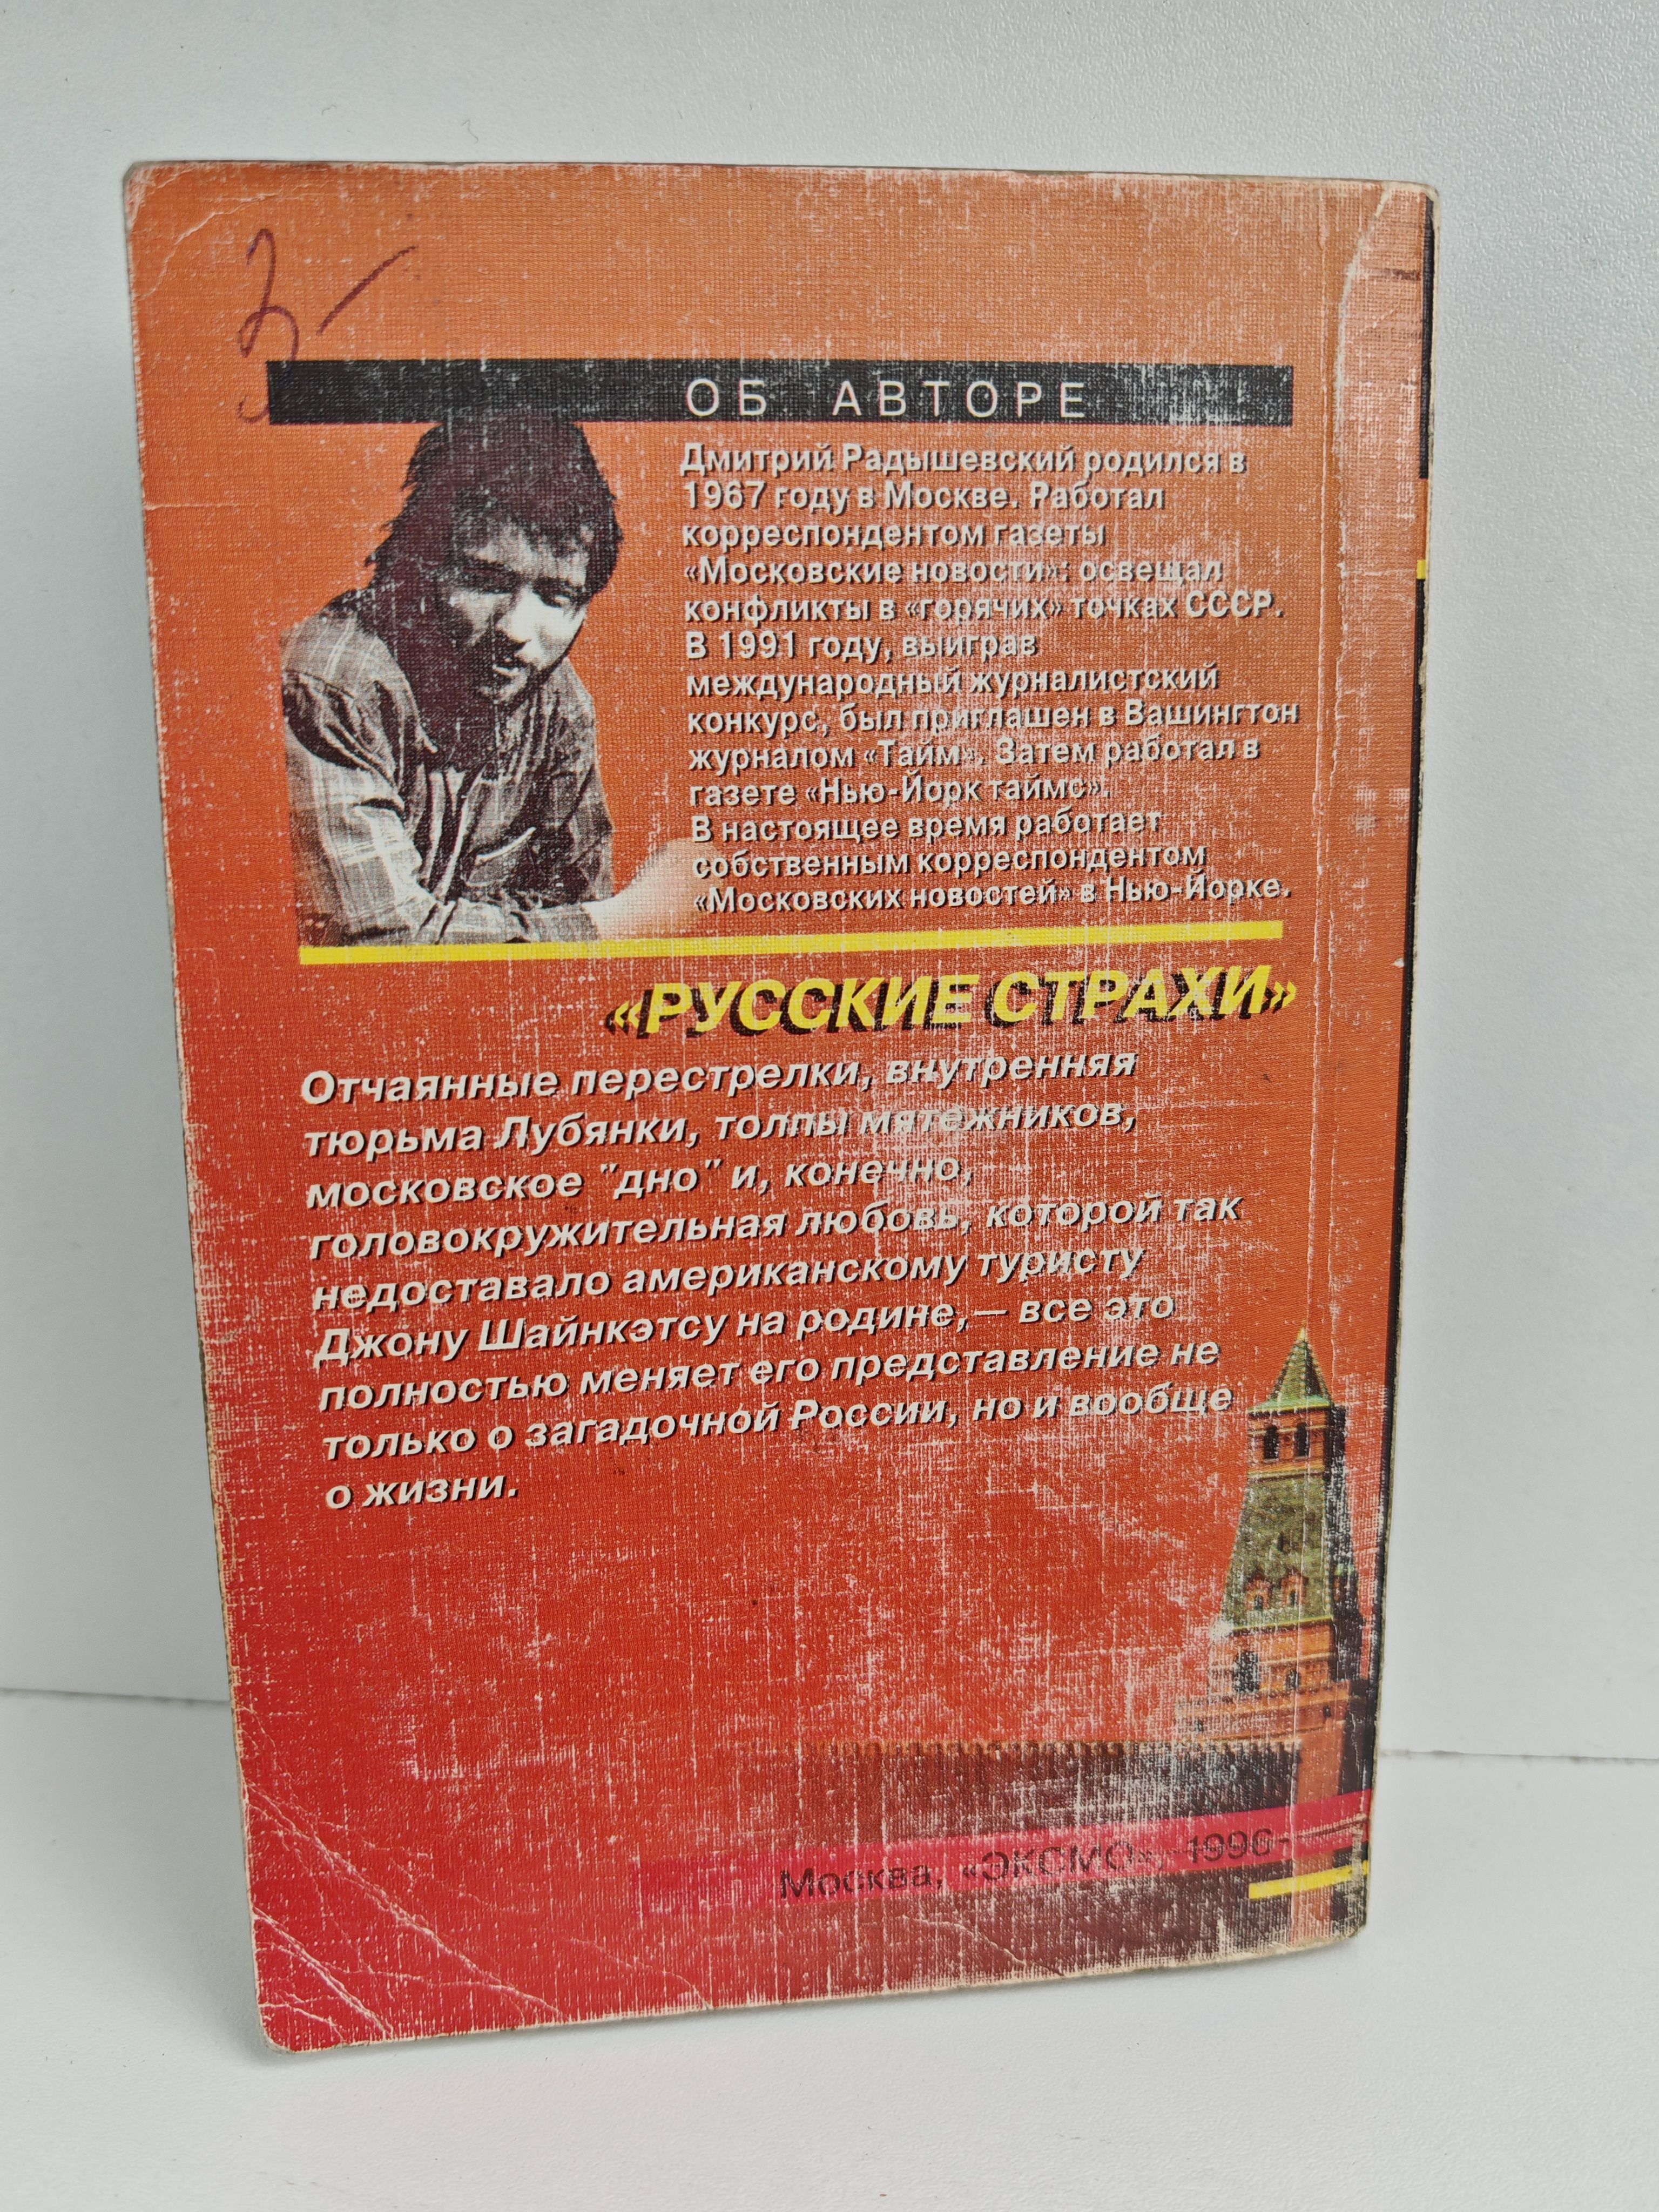 3-
ОБ АВТОРЕ
Дмитрий Радышевский родился в
1967 году в Москве. Работал
корреспондентом газеты
«Московские новости»: освещал
конфликты в «горячих» точках СССР.
В 1991 году, выиграв
международный журналистский
конкурс, был приглашен в Вашингтон
журналом «Тайм». Затем работал в
газете «Нью-Йорк таймс».
В настоящее время работает
собственным корреспондентом
«Московских новостей» в Нью-Йорке.
«РУССКИЕ СТРАХИ»
Отчаянные перестрелки, внутренняя
тюрьма Лубянки, толпы мятежников,
московское "дно" и, конечно,
головокружительная любовь, которой так
недоставало американскому туристу
Джону Шайнкэтсу на родине, — все это
полностью меняет его представление не
только о загадочной России, но и вообще
о жизни.
Москва, «ЭКСМО», 1996